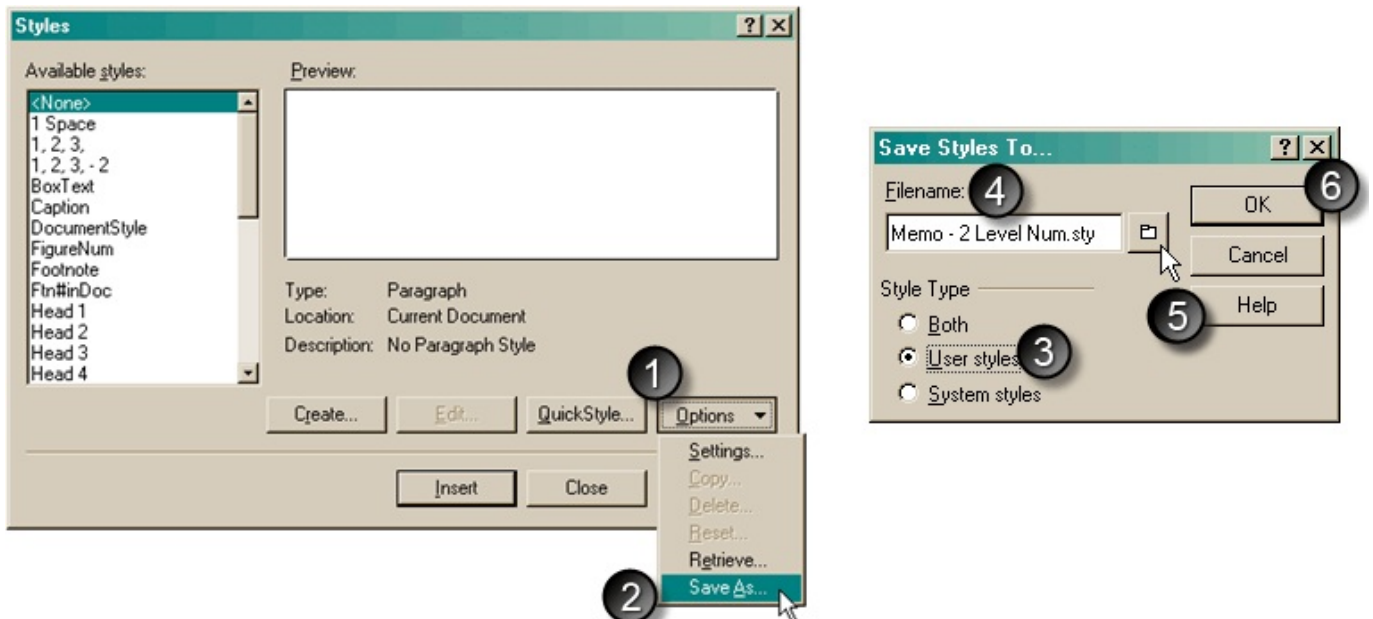 Styles
Available styles:
<None>
1 Space
1, 2, 3,
1, 2, 3, - 2
BoxText
Caption
DocumentStyle
FigureNum
Footnote
Ftn#inDoc
Head 1
Head 2
Head 3
Head 4
Preview:
Type: Paragraph
Location: Current Document
Description: No Paragraph Style
1
Create... Edit... QuickStyle... Options
Insert Close
Settings...
Copy...
Delete...
Reset...
Retrieve...
2 Save As...
Save Styles To...
Filename: 4
Memo - 2 Level Num.sty
5
Style Type
Both
User styles 3
System styles
OK 6
Cancel
Help